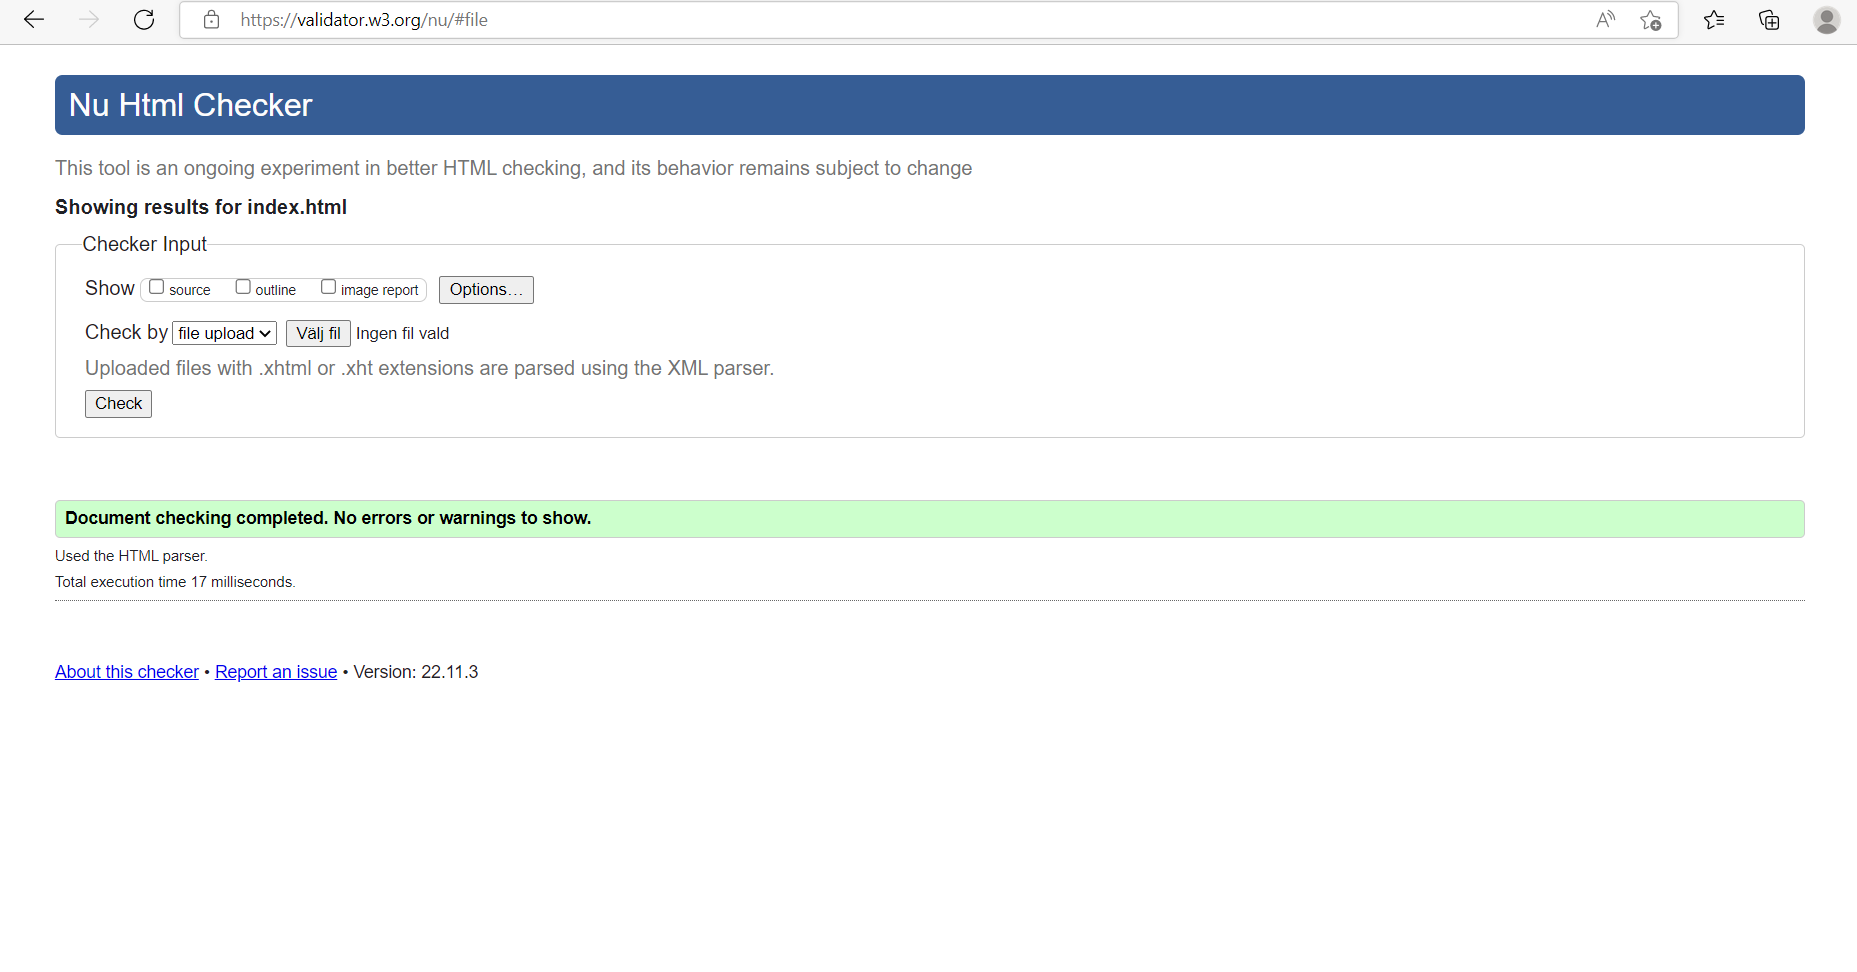 https://validator.w3.org/nu/#file
Nu Html Checker
This tool is an ongoing experiment in better HTML checking, and its behavior remains subject to change
Showing results for index.html
Checker Input
Show source outline image report Options...
Check by file upload Välj fil Ingen fil vald
Uploaded files with .xhtml or .xht extensions are parsed using the XML parser.
Check
Document checking completed. No errors or warnings to show.
Used the HTML parser.
Total execution time 17 milliseconds.
About this checker • Report an issue • Version: 22.11.3